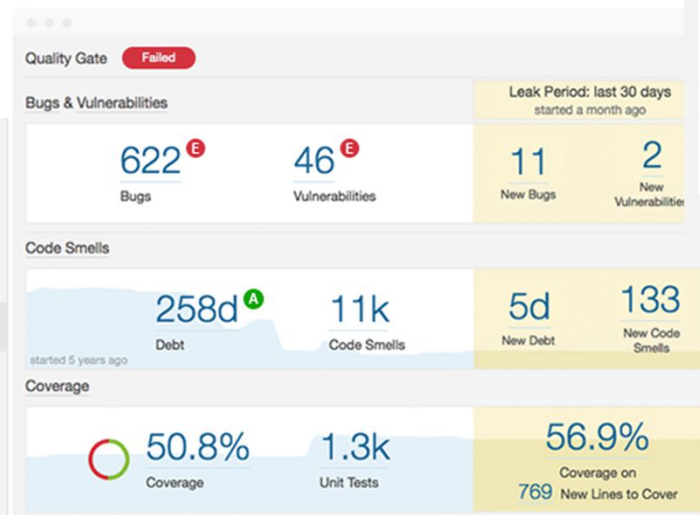 Quality Gate Failed
Bugs & Vulnerabilities
Leak Period: last 30 days
started a month ago
622 E
Bugs
46 E
Vulnerabilities
11
New Bugs
2
New
Vulnerabilitie
Code Smells
258d A
Debt
11k
Code Smells
5d
New Debt
133
New Code
Smells
started 5 years ago
Coverage
50.8%
Coverage
1.3k
Unit Tests
56.9%
Coverage on
769 New Lines to Cover